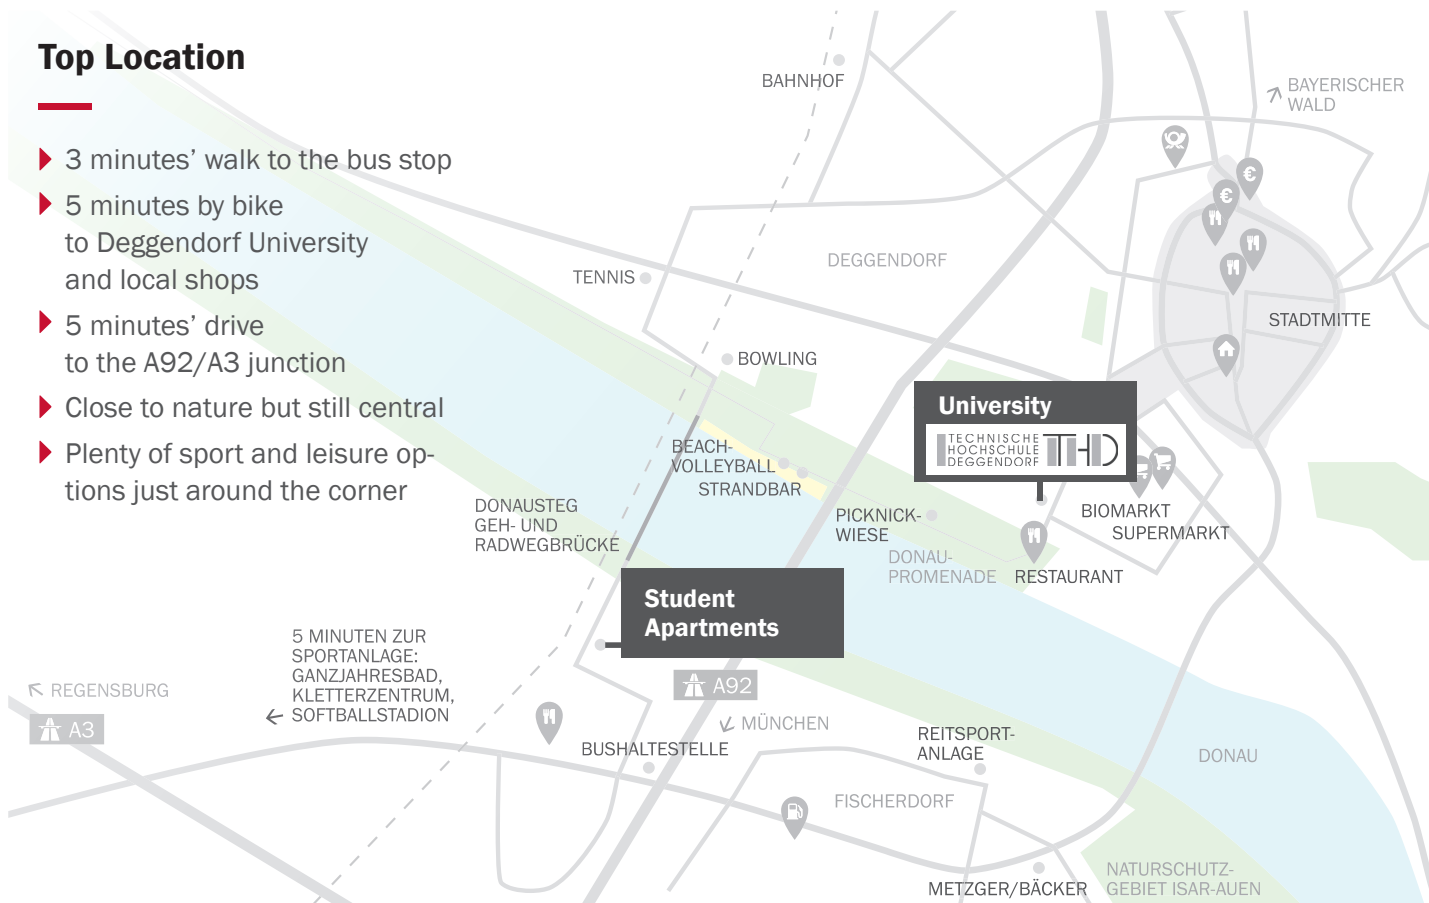 Top Location
3 minutes’ walk to the bus stop
5 minutes by bike
to Deggendorf University
and local shops
5 minutes’ drive
to the A92/A3 junction
Close to nature but still central
Plenty of sport and leisure op-
tions just around the corner
BAHNHOF
BAYERISCHER
WALD
€
€
DEGGENDORF
TENNIS
STADTMITTE
BOWLING
University
TECHNISCHE
HOCHSCHULE
DEGGENDORF
THD
BEACH-
VOLLEYBALL
STRANDBAR
DONAUSTEG
GEH- UND
RADWEGBRÜCKE
PICKNICK-
WIESE
BIOMARKT
SUPERMARKT
DONAU-
PROMENADE
RESTAURANT
Student
Apartments
5 MINUTEN ZUR
SPORTANLAGE:
GANZJAHRESBAD,
KLETTERZENTRUM,
SOFTBALLSTADION
REGENSBURG
A3
A92
MÜNCHEN
BUSHALTESTELLE
REITSPORT-
ANLAGE
DONAU
FISCHERDORF
METZGER/BÄCKER
NATURSCHUTZ-
GEBIET ISAR-AUEN